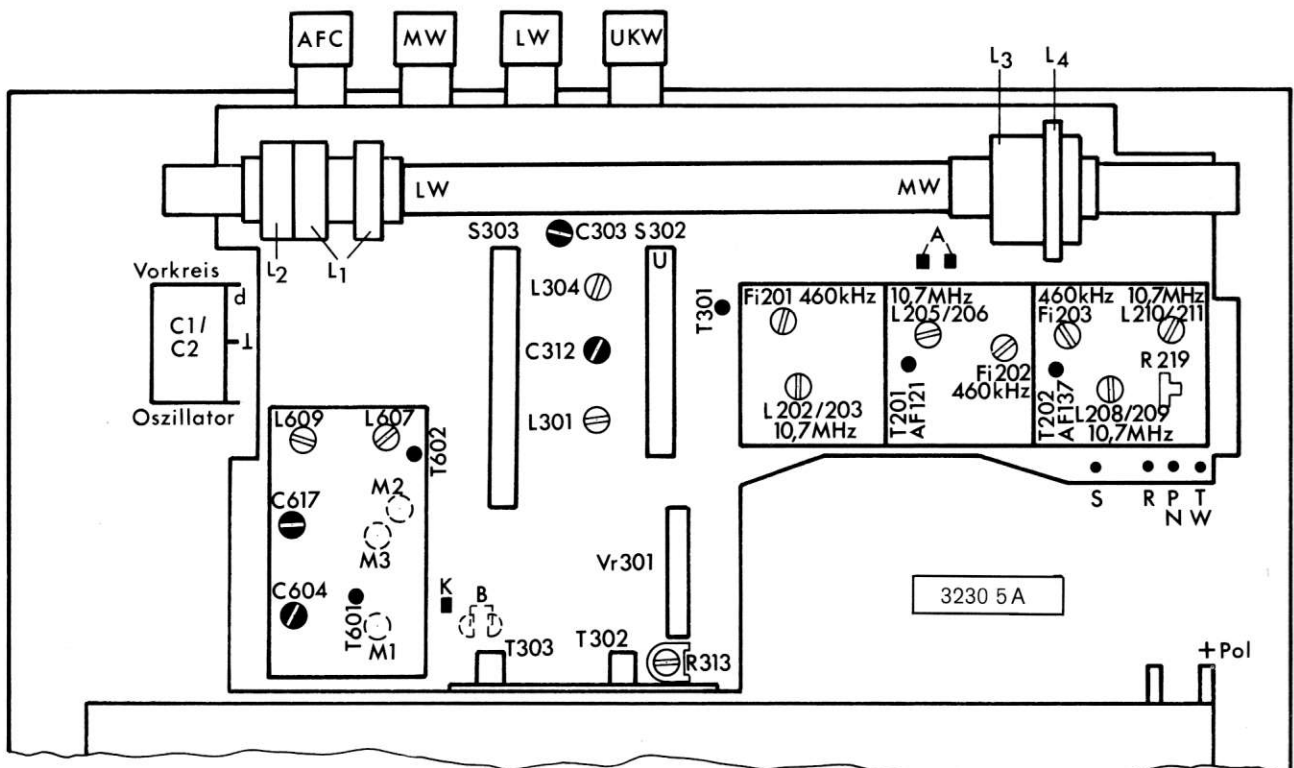 AFC MW LW UKW
L3 L4
LW MW
S303 C303 S302
A
L2 L1
U
Vorkreis
d
C1/
C2
T
Oszillator
L304
C312
L301
T301
Fi201 460kHz
L202/203
10,7MHz
10,7MHz
L205/206
Fi202
460kHz
T201
AF121
460kHz 10,7MHz
Fi203 L210/211
R219
T202
AF137
L208/209
10,7MHz
S R P T
N W
L609 L607
T602
C617
M2
M3
C604
T601
M1
K B
Vr301
T303 T302
R313
3230 5A
+Pol